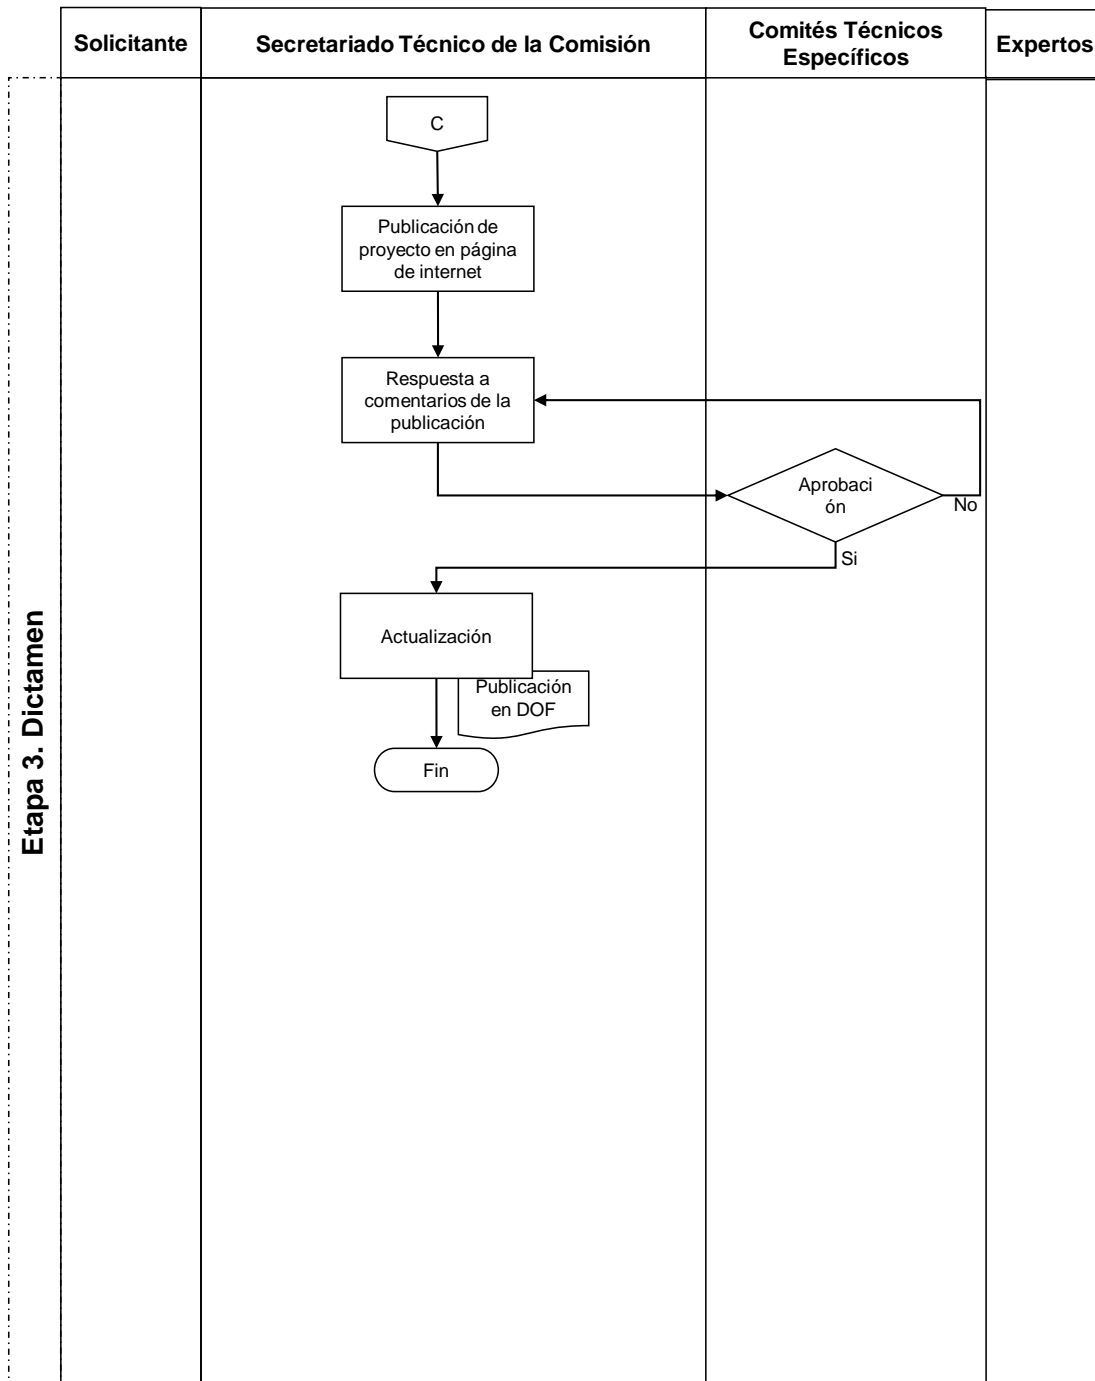 Solicitante
Secretariado Técnico de la Comisión
Comités Técnicos
Específicos
Expertos
Etapa 3. Dictamen
C
Publicación de
proyecto en página
de internet
Respuesta a
comentarios de la
publicación
Aprobaci
ón
No
Si
Actualización
Publicación
en DOF
Fin